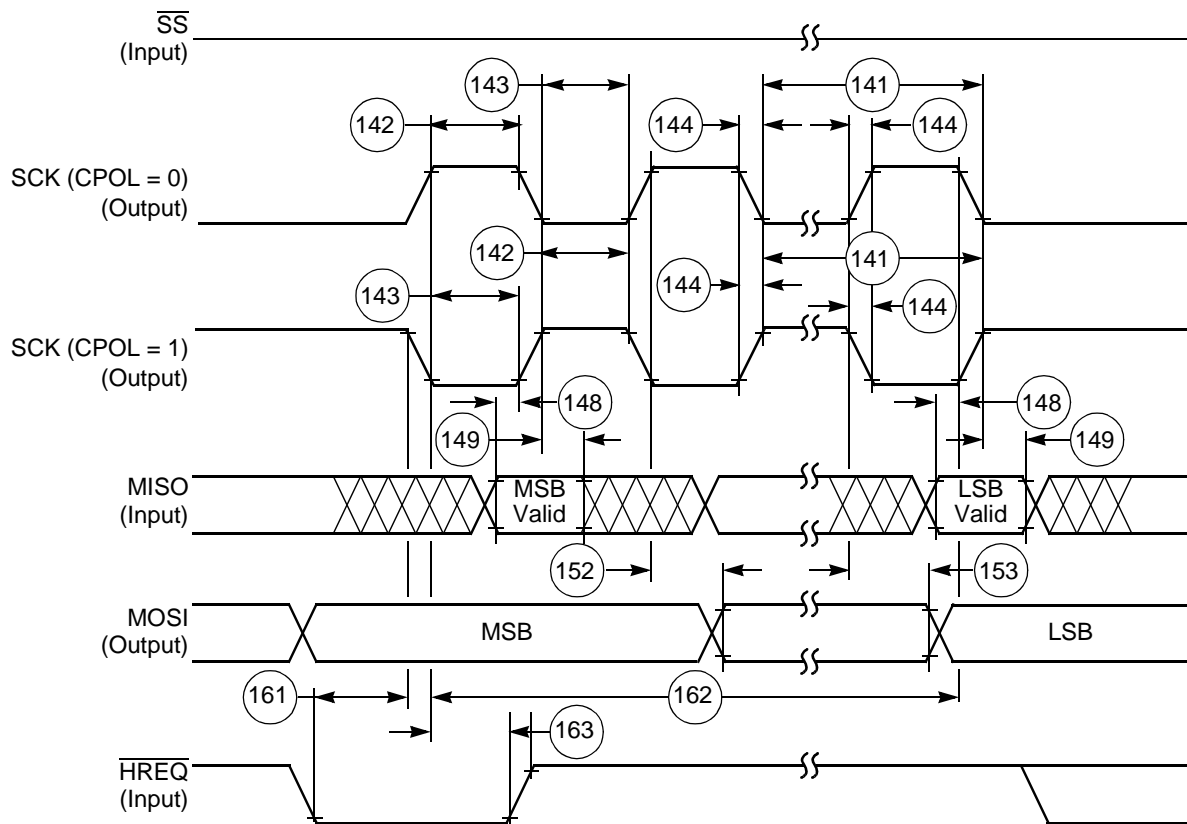 SS
(Input)
143
141
142
144
144
SCK (CPOL = 0)
(Output)
142
141
143
144
144
SCK (CPOL = 1)
(Output)
148
148
149
149
MISO
(Input)
MSB
Valid
LSB
Valid
152
153
MOSI
(Output)
MSB
LSB
161
162
163
HREQ
(Input)